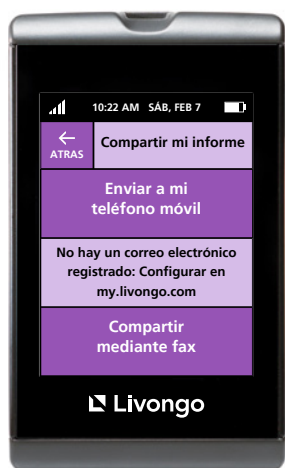 10:22 AM SÁB, FEB 7
ATRAS
Compartir mi informe
Enviar a mi
teléfono móvil
No hay un correo electrónico
registrado: Configurar en
my.livongo.com
Compartir
mediante fax
Livongo